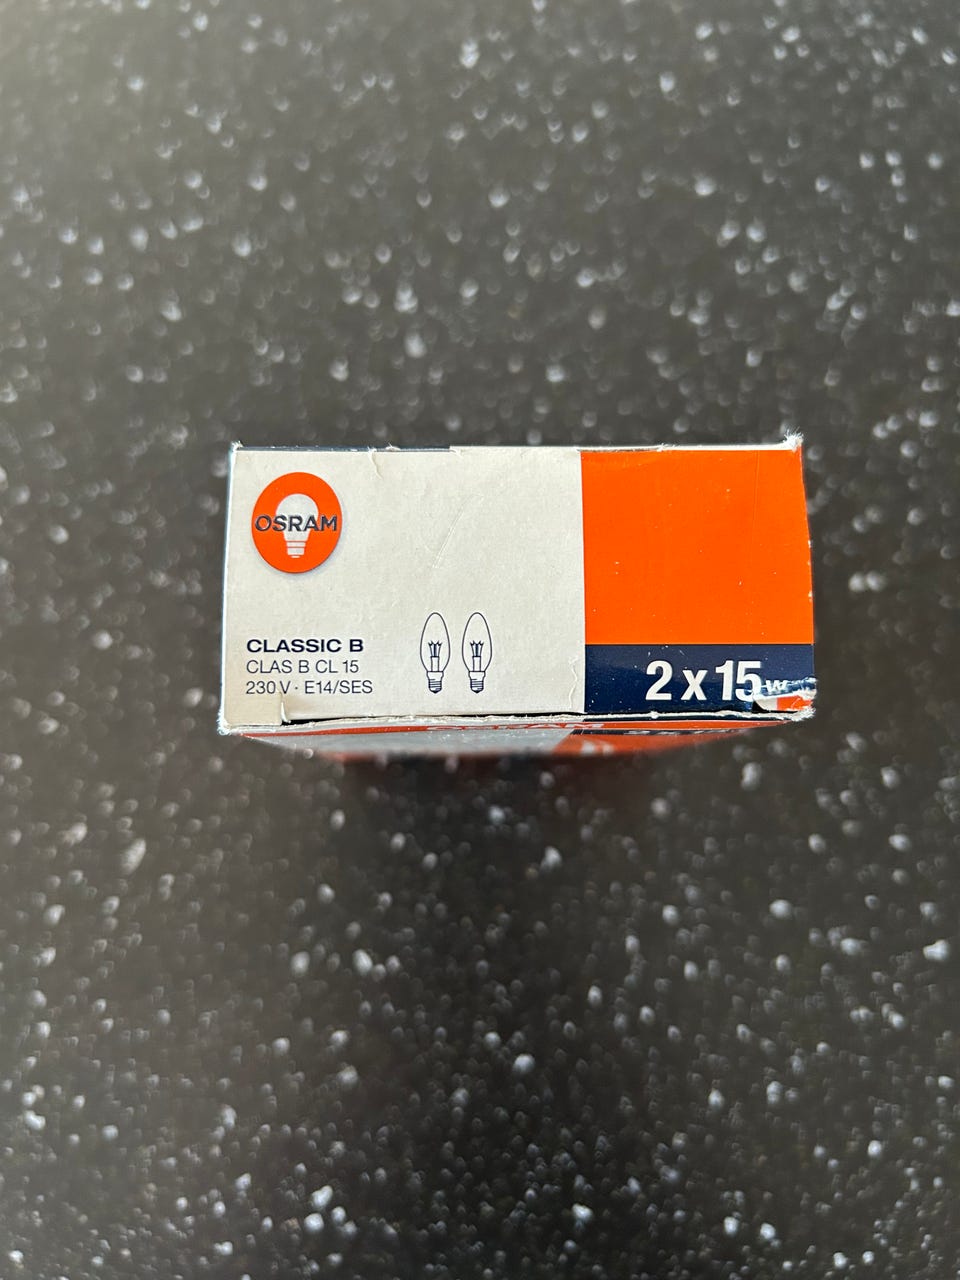 OSRAM
CLASSIC B
CLAS B CL 15
230 V · E14/SES
2 x 15 W